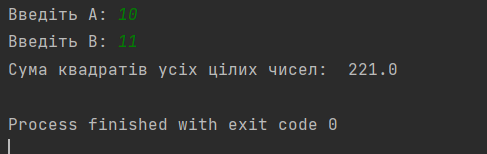 Введіть A: 10
Введіть B: 11
Сума квадратів усіх цілих чисел:  221.0
Process finished with exit code 0